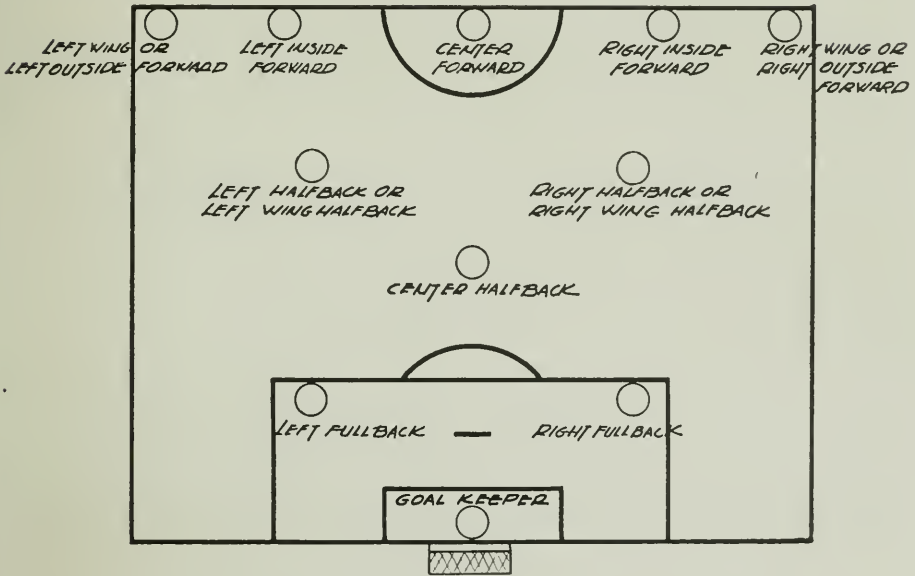 LEFT WING OR
LEFT OUTSIDE FORWARD
LEFT INSIDE
FORWARD
CENTER
FORWARD
RIGHT INSIDE
FORWARD
RIGHT WING OR
RIGHT OUTSIDE
FORWARD
LEFT HALFBACK OR
LEFT WING HALFBACK
RIGHT HALFBACK OR
RIGHT WING HALFBACK
CENTER HALFBACK
LEFT FULLBACK
RIGHT FULLBACK
GOAL KEEPER